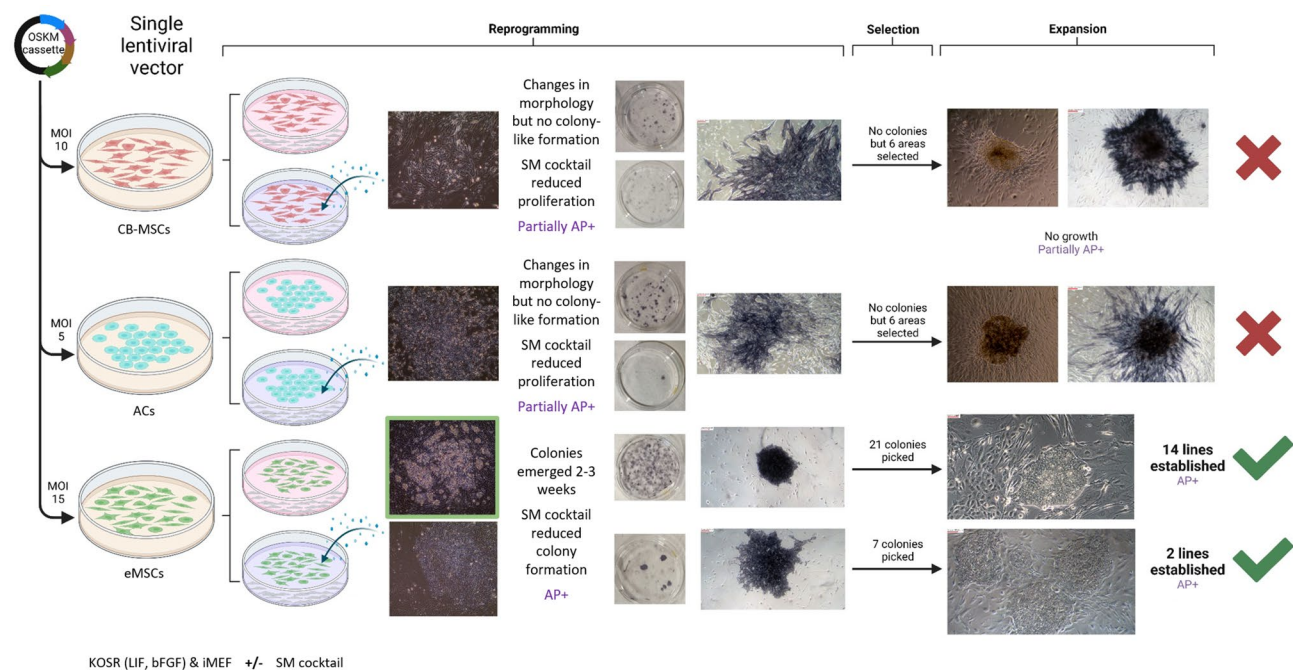 OSKM
cassette
Single
lentiviral
vector
Reprogramming
Selection
Expansion
MOI
10
CB-MSCs
Changes in
morphology
but no colony-
like formation
SM cocktail
reduced
proliferation
Partially AP+
No colonies
but 6 areas
selected
No growth
Partially AP+
MOI
5
ACs
Changes in
morphology
but no colony-
like formation
SM cocktail
reduced
proliferation
Partially AP+
No colonies
but 6 areas
selected
MOI
15
eMSCs
Colonies
emerged 2-3
weeks
SM cocktail
reduced
colony
formation
AP+
21 colonies
picked
14 lines
established
AP+
7 colonies
picked
2 lines
established
AP+
KOSR (LIF, bFGF) & iMEF +/- SM cocktail